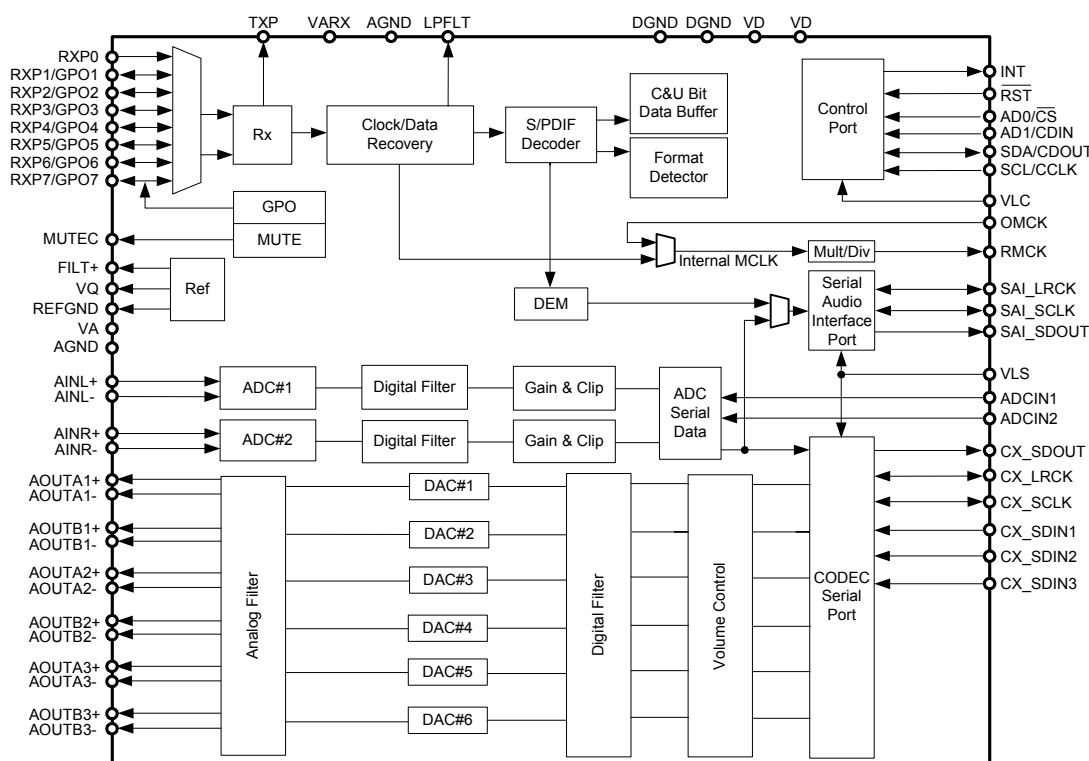 TXP
VARX
AGND
LPFLT
DGND
DGND
VD
VD
RXP0
RXP1/GPO1
RXP2/GPO2
RXP3/GPO3
RXP4/GPO4
RXP5/GPO5
RXP6/GPO6
RXP7/GPO7
Rx
Clock/Data
Recovery
S/PDIF
Decoder
C&U Bit
Data Buffer
Format
Detector
Control
Port
INT
RST
AD0/CS
AD1/CDIN
SDA/CDOUT
SCL/CCLK
VLC
OMCK
RMCK
GPO
MUTE
MUTEC
FILT+
VQ
REFGND
VA
AGND
Ref
Internal MCLK
Mult/Div
DEM
Serial
Audio
Interface
Port
SAI_LRCK
SAI_SCLK
SAI_SDOUT
VLS
ADCIN1
ADCIN2
AINL+
AINL-
ADC#1
Digital Filter
Gain & Clip
ADC
Serial
Data
AINR+
AINR-
ADC#2
Digital Filter
Gain & Clip
CX_SDOUT
CX_LRCK
CX_SCLK
CX_SDIN1
CX_SDIN2
CX_SDIN3
AOUTA1+
AOUTA1-
AOUTB1+
AOUTB1-
AOUTA2+
AOUTA2-
AOUTB2+
AOUTB2-
AOUTA3+
AOUTA3-
AOUTB3+
AOUTB3-
Analog Filter
DAC#1
DAC#2
DAC#3
DAC#4
DAC#5
DAC#6
Digital Filter
Volume Control
CODEC
Serial
Port